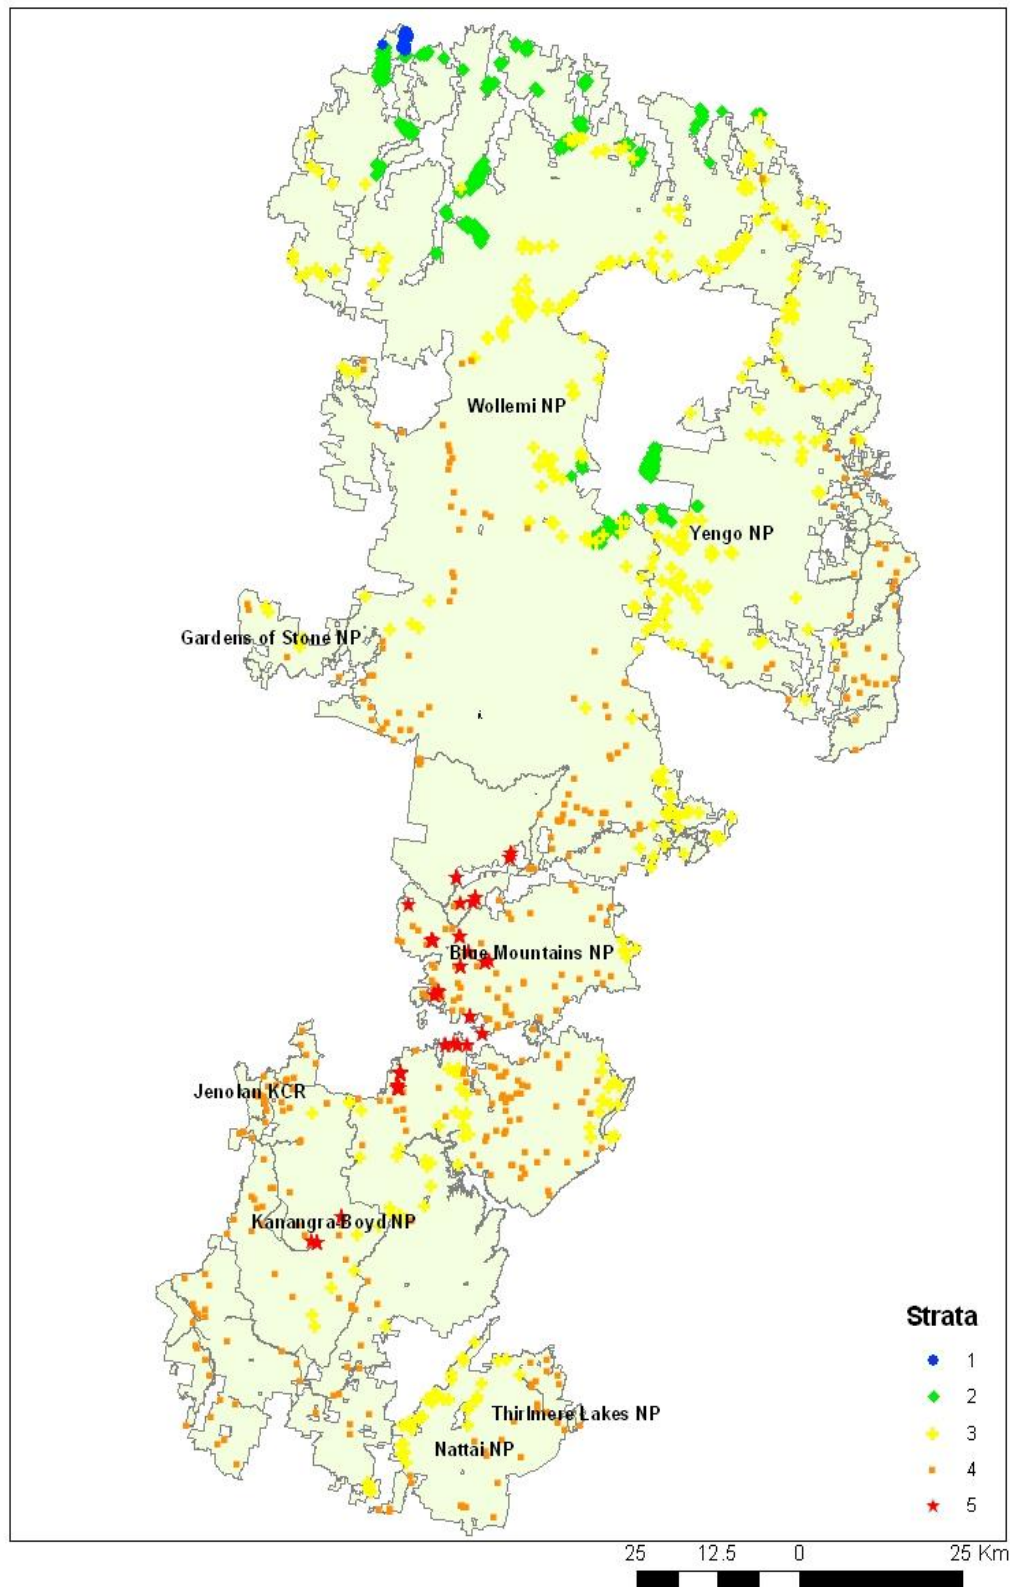 Wollemi NP
Yengo NP
Gardens of Stone NP
Blue Mountains NP
Jenolan KCR
Kanangra Boyd NP
Strata
1
2
3
4
5
Thirlmere Lakes NP
Nattai NP
25 12.5 0 25 Km